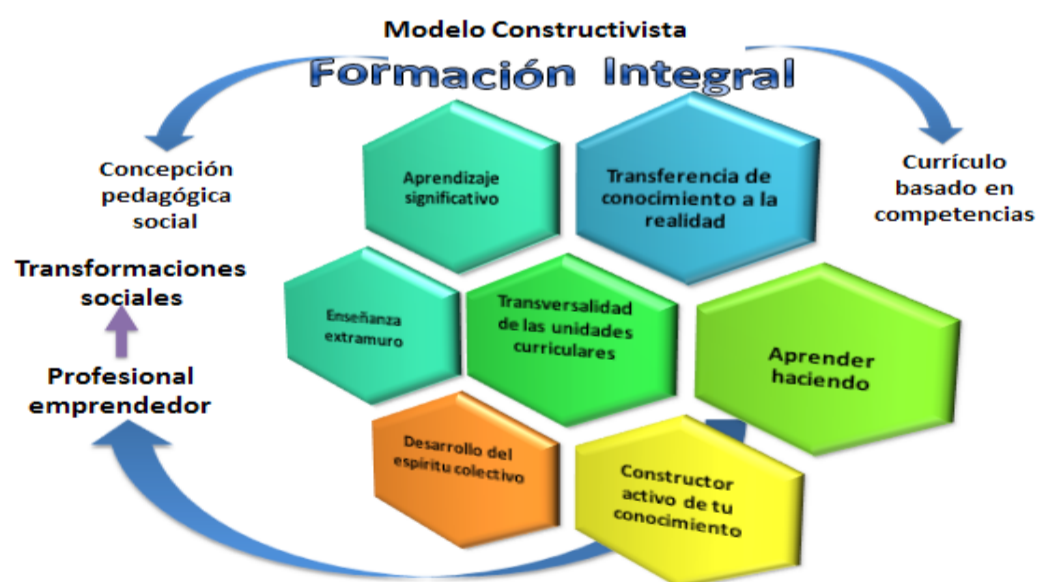 Modelo Constructivista
Formación Integral
Concepción
pedagógica
social
Currículo
basado en
competencias
Aprendizaje
significativo
Transferencia de
conocimiento a la
realidad
Transformaciones
sociales
Enseñanza
extramuro
Transversalidad
de las unidades
curriculares
Aprender
haciendo
Profesional
emprendedor
Desarrollo del
espíritu colectivo
Constructor
activo de tu
conocimiento